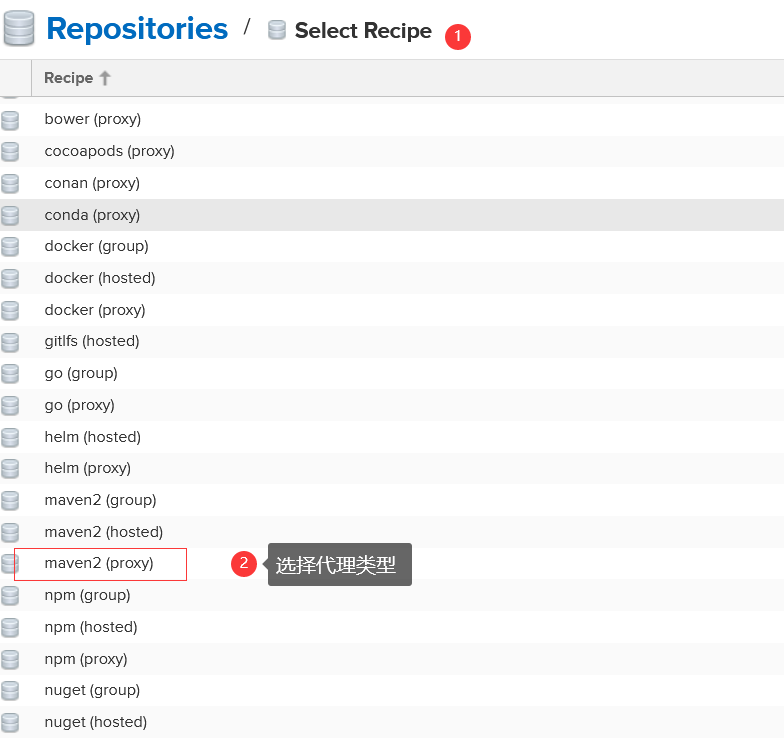 Repositories / Select Recipe 1
Recipe
bower (proxy)
cocoapods (proxy)
conan (proxy)
conda (proxy)
docker (group)
docker (hosted)
docker (proxy)
gitlfs (hosted)
go (group)
go (proxy)
helm (hosted)
helm (proxy)
maven2 (group)
maven2 (hosted)
maven2 (proxy) 2 选择代理类型
npm (group)
npm (hosted)
npm (proxy)
nuget (group)
nuget (hosted)